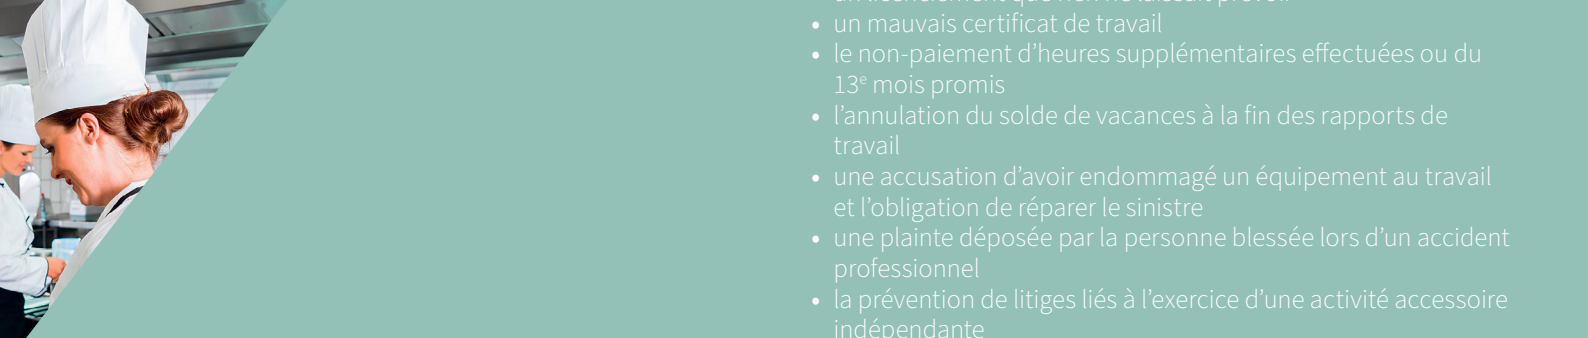 • un mauvais certificat de travail
• le non-paiement d’heures supplémentaires effectuées ou du
13e mois promis
• l’annulation du solde de vacances à la fin des rapports de
travail
• une accusation d’avoir endommagé un équipement au travail
et l’obligation de réparer le sinistre
• une plainte déposée par la personne blessée lors d’un accident
professionnel
• la prévention de litiges liés à l’exercice d’une activité accessoire
indépendante